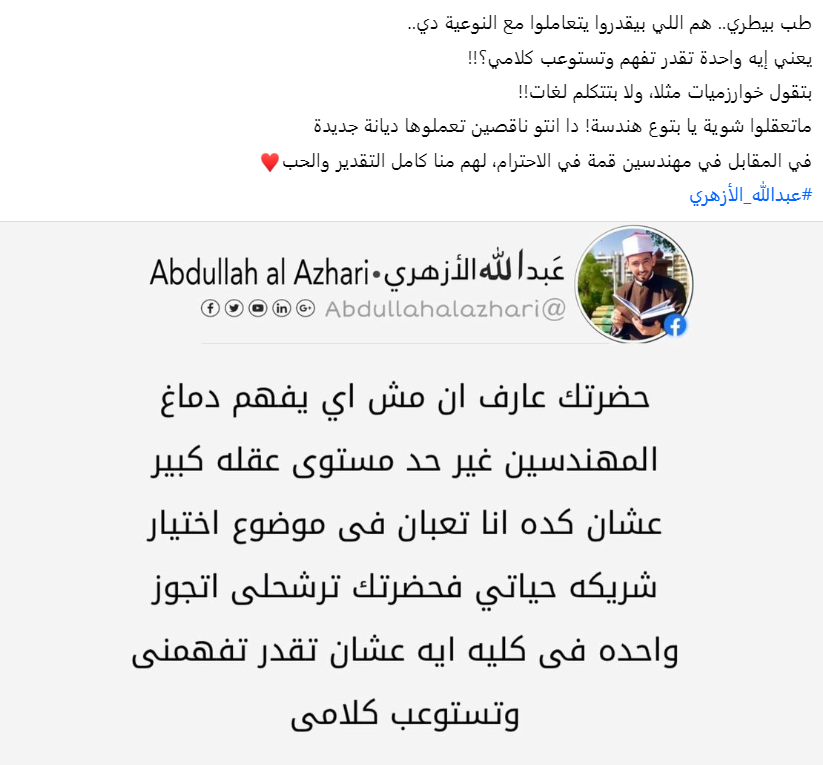 طب بيطري.. هم اللي بيقدروا يتعاملوا مع النوعية دي..
يعني إيه واحدة تقدر تفهم وتستوعب كلامي؟!!
بتقول خوارزميات مثلا، ولا بتتكلم لغات!!
ماتعقلوا شوية يا بتوع هندسة! دا انتو ناقصين تعملوها ديانة جديدة
في المقابل في مهندسين قمة في الاحترام، لهم منا كامل التقدير والحب❤️
#عبدالله_الأزهري
عَبدالله الأزهري•Abdullah al Azhari
@Abdullahalazhari
حضرتك عارف ان مش اي يفهم دماغ
المهندسين غير حد مستوى عقله كبير
عشان كده انا تعبان فى موضوع اختيار
شريكه حياتي فحضرتك ترشحلى اتجوز
واحده فى كليه ايه عشان تقدر تفهمنى
وتستوعب كلامى